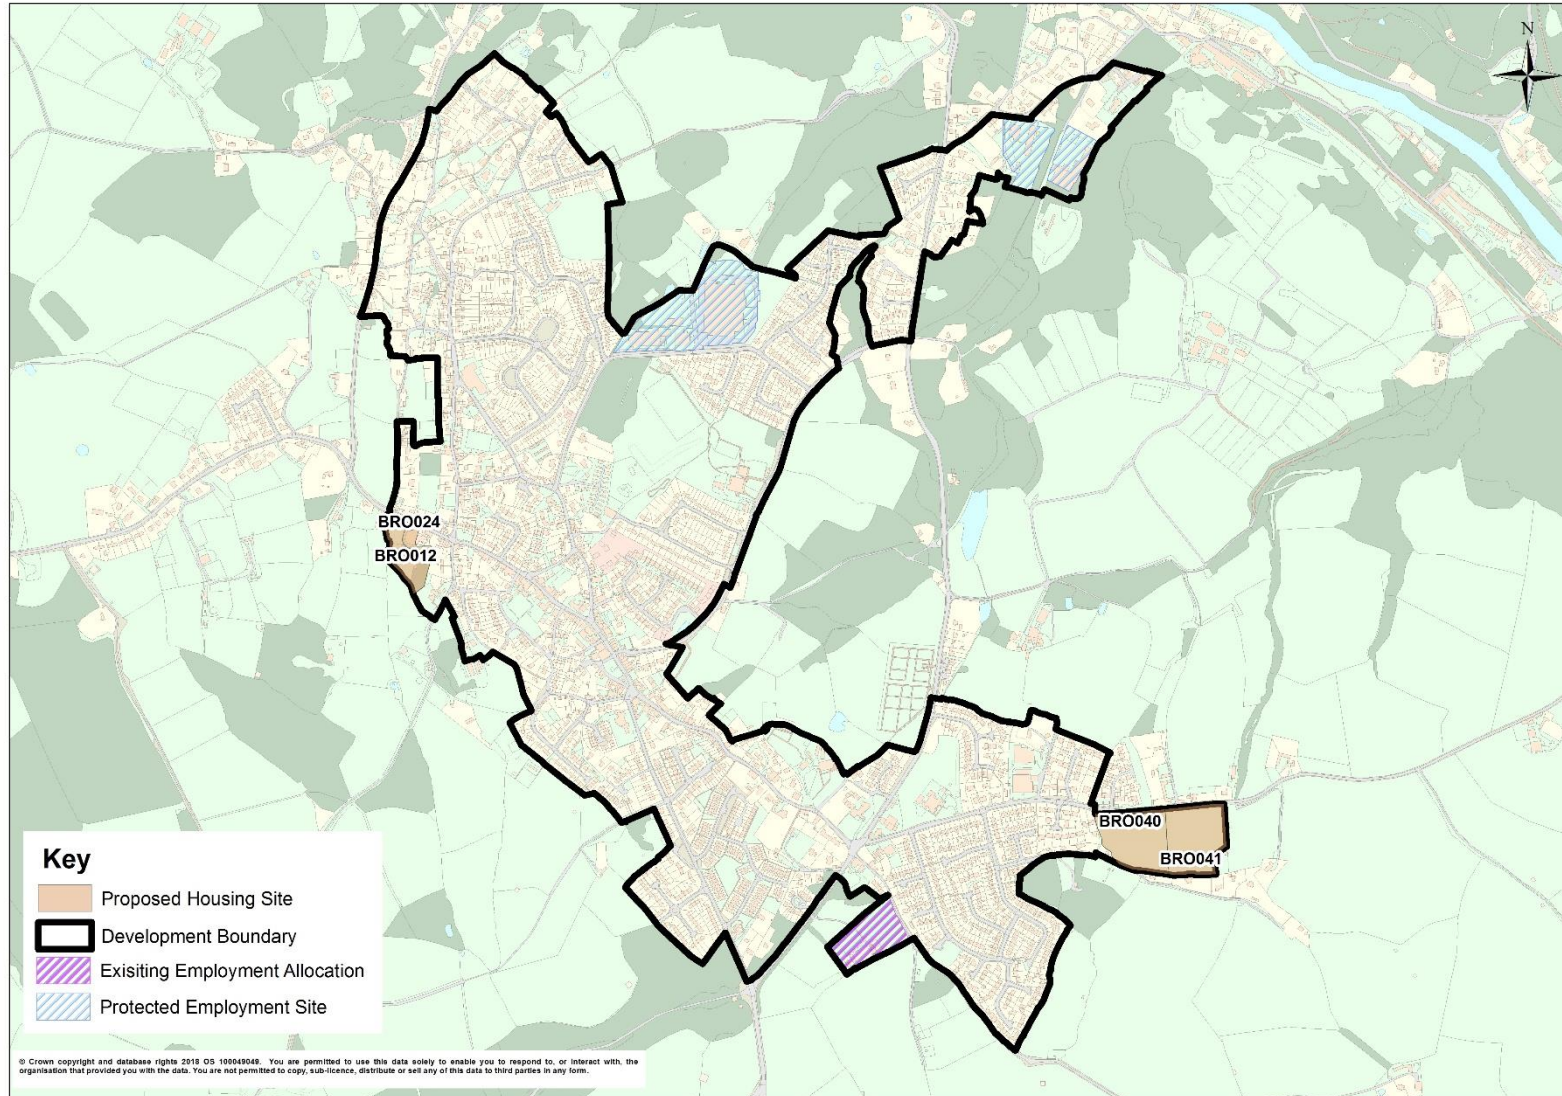 N
BRO024
BRO012
BRO040
BRO041
Key
Proposed Housing Site
Development Boundary
Exisiting Employment Allocation
Protected Employment Site
© Crown copyright and database rights 2018 OS 100049049. You are permitted to use this data solely to enable you to respond to, or interact with, the
organisation that provided you with the data. You are not permitted to copy, sub-licence, distribute or sell any of this data to third parties in any form.